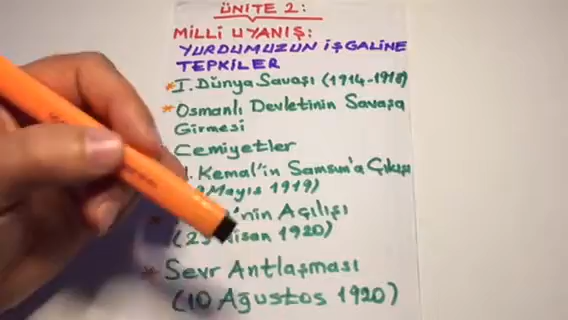 ÜNİTE 2:
MİLLİ UYANIŞ:
YURDUMUZUN İŞGALİNE
TEPKİLER
* I. Dünya Savaşı (1914-1918)
* Osmanlı Devletinin Savaşa
Girmesi
Cemiyetler
Kemal'in Samsun'a Çıkışı
Mayıs 1919)
'nin Açılışı
(23 Nisan 1920)
* Sevr Antlaşması
(10 Ağustos 1920)